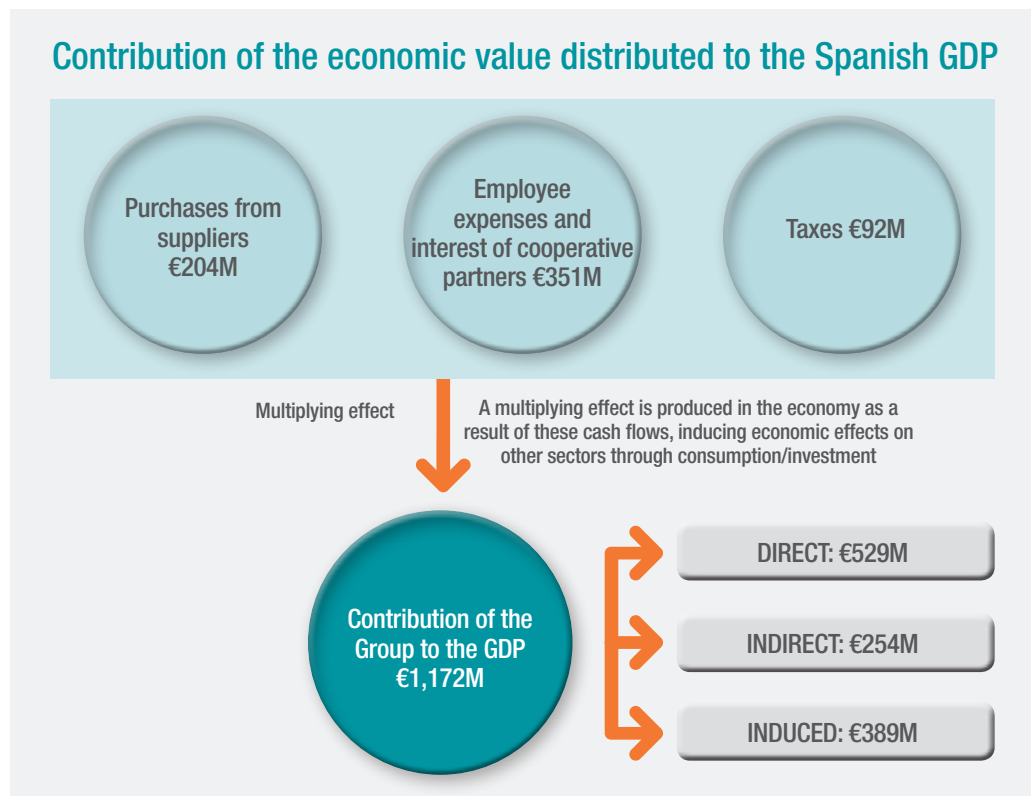 Contribution of the economic value distributed to the Spanish GDP
Purchases from
suppliers
€204M
Employee
expenses and
interest of cooperative
partners €351M
Taxes €92M
Multiplying effect
A multiplying effect is produced in the economy as a
result of these cash flows, inducing economic effects on
other sectors through consumption/investment
Contribution of the
Group to the GDP
€1,172M
DIRECT: €529M
INDIRECT: €254M
INDUCED: €389M